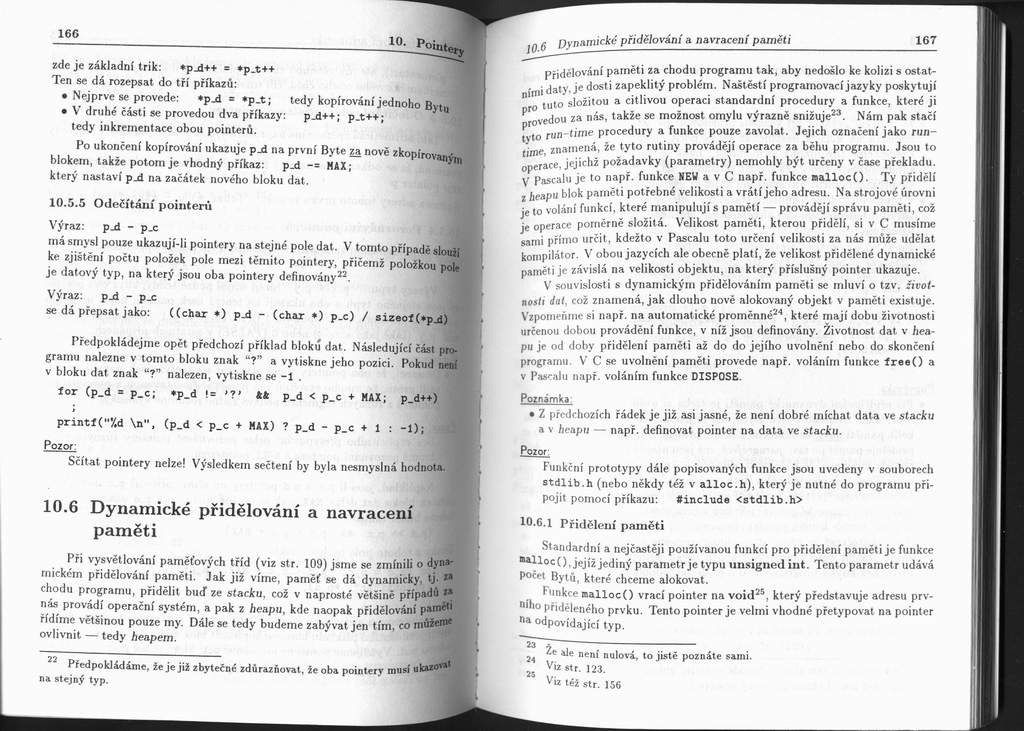 166
10. Pointery
zde je základní trik: *p_d++ = *p_t++
Ten se dá rozepsat do tří příkazů:
• Nejprve se provede: *p_d = *p_t; tedy kopírování jednoho Bytu
• V druhé části se provedou dva příkazy: p_d++; p_t++;
tedy inkrementace obou pointerů.
Po ukončení kopírování ukazuje p_d na první Byte za nově zkopírovaným
blokem, takže potom je vhodný příkaz: p_d -= MAX;
který nastaví p_d na začátek nového bloku dat.
10.5.5 Odečítání pointerů
Výraz: p_d - p_c
má smysl pouze ukazují-li pointery na stejné pole dat. V tomto případě slouží
ke zjištění počtu položek pole mezi těmito pointery, přičemž položkou pole
je datový typ, na který jsou oba pointery definovány22
Výraz: p_d - p_c
se dá přepsat jako: ((char *) p_d - (char *) p_c) / sizeof(*p_d)
Předpokládejme opět předchozí příklad bloků dat. Následující část pro-
gramu nalezne v tomto bloku znak “?” a vytiskne jeho pozici. Pokud není
v bloku dat znak “?” nalezen, vytiskne se -1 .
for (p_d = p_c; *p_d != '?' && p_d < p_c + MAX; p_d++)
;
printf("%d \n", (p_d < p_c + MAX) ? p_d - p_c + 1 : -1);
Pozor:
Sčítat pointery nelze! Výsledkem sečtení by byla nesmyslná hodnota.
10.6 Dynamické přidělování a navracení
paměti
Při vysvětlování paměťových tříd (viz str. 109) jsme se zmínili o dyna-
mickém přidělování paměti. Jak již víme, paměť se dá dynamicky, tj. za
chodu programu, přidělit buď ze stacku, což v naprosté většině případů za
nás provádí operační systém, a pak z heapu, kde naopak přidělování paměti
řídíme většinou pouze my. Dále se tedy budeme zabývat jen tím, co můžeme
ovlivnit — tedy heapem.
22 Předpokládáme, že je již zbytečné zdůrazňovat, že oba pointery musí ukazovat
na stejný typ.
10.6 Dynamické přidělování a navracení paměti
167
Přidělování paměti za chodu programu tak, aby nedošlo ke kolizi s ostat-
ními daty, je dosti zapeklitý problém. Naštěstí programovací jazyky poskytují
pro tuto složitou a citlivou operaci standardní procedury a funkce, které ji
provedou za nás, takže se možnost omylu výrazně snižuje23. Nám pak stačí
tyto run-time procedury a funkce pouze zavolat. Jejich označení jako run-
time, znamená, že tyto rutiny provádějí operace za běhu programu. Jsou to
operace, jejichž požadavky (parametry) nemohly být určeny v čase překladu.
V Pascalu je to např. funkce NEW a v C např. funkce malloc(). Ty přidělí
z heapu blok paměti potřebné velikosti a vrátí jeho adresu. Na strojové úrovni
je to volání funkcí, které manipulují s pamětí — provádějí správu paměti, což
je operace poměrně složitá. Velikost paměti, kterou přidělí, si v C musíme
sami přímo určit, kdežto v Pascalu toto určení velikosti za nás může udělat
kompilátor. V obou jazycích ale obecně platí, že velikost přidělené dynamické
paměti je závislá na velikosti objektu, na který příslušný pointer ukazuje.
V souvislosti s dynamickým přidělováním paměti se mluví o tzv. život-
nosti dat, což znamená, jak dlouho nově alokovaný objekt v paměti existuje.
Vzpomeňme si např. na automatické proměnné24, které mají dobu životnosti
určenou dobou provádění funkce, v níž jsou definovány. Životnost dat v hea-
pu je od doby přidělení paměti až do do jejího uvolnění nebo do skončení
programu. V C se uvolnění paměti provede např. voláním funkce free() a
v Pascalu např. voláním funkce DISPOSE.
Poznámka:
• Z předchozích řádek je již asi jasné, že není dobré míchat data ve stacku
a v heapu — např. definovat pointer na data ve stacku.
Pozor:
Funkční prototypy dále popisovaných funkce jsou uvedeny v souborech
stdlib.h (nebo někdy též v alloc.h), který je nutné do programu při-
pojit pomocí příkazu: #include <stdlib.h>
10.6.1 Přidělení paměti
Standardní a nejčastěji používanou funkcí pro přidělení paměti je funkce
malloc(), jejíž jediný parametr je typu unsigned int. Tento parametr udává
počet Bytů, které chceme alokovat.
Funkce malloc() vrací pointer na void25, který představuje adresu prv-
ního přiděleného prvku. Tento pointer je velmi vhodné přetypovat na pointer
na odpovídající typ.
23 Že ale není nulová, to jistě poznáte sami.
24 Viz str. 123.
25 Viz též str. 156